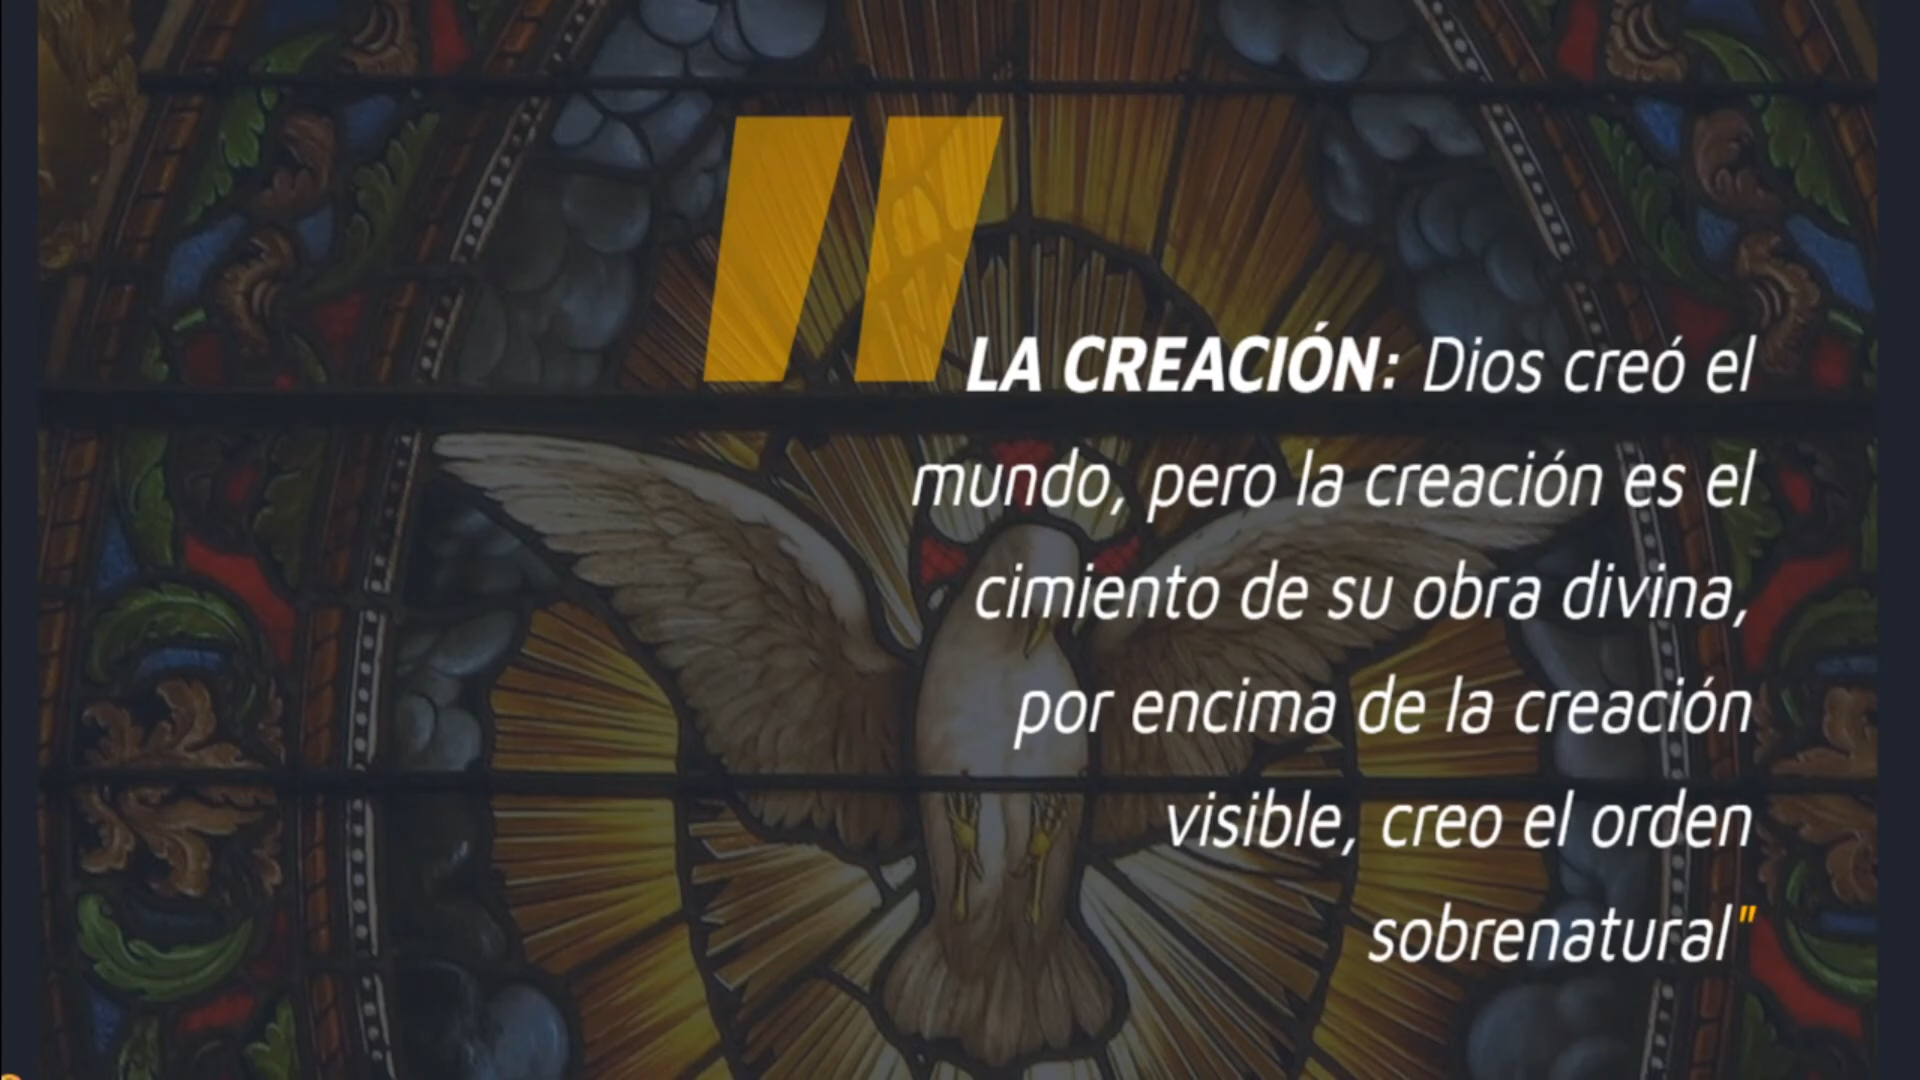 "LA CREACIÓN: Dios creó el
mundo, pero la creación es el
cimiento de su obra divina,
por encima de la creación
visible, creo el orden
sobrenatural"